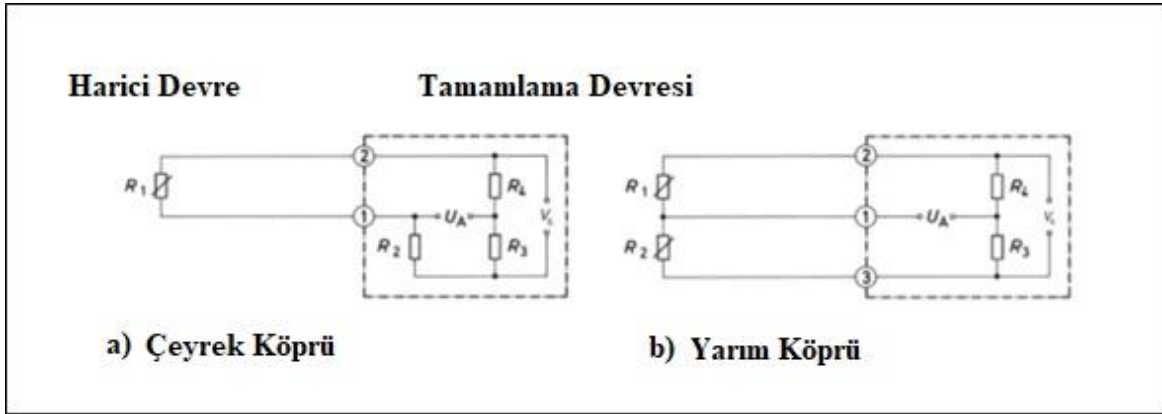 Harici Devre Tamamlama Devresi
2 2
R1 R4 R1 R4
1 UA 1 UA
R2 R3 R2 R3
3
a) Çeyrek Köprü b) Yarım Köprü